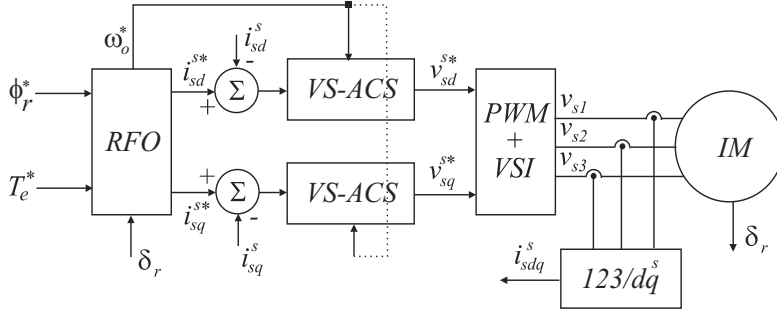 ω*o
i^s_sd
v^s*_sd
i^s*_sd
-
+
Σ
VS-ACS
ϕ*r
RFO
PWM
+
VSI
v_s1
v_s2
v_s3
IM
T*e
+
Σ
-
VS-ACS
v^s*_sq
i^s*_sq
i^s_sq
δ_r
i^s_sdq
123/dq^s
δ_r